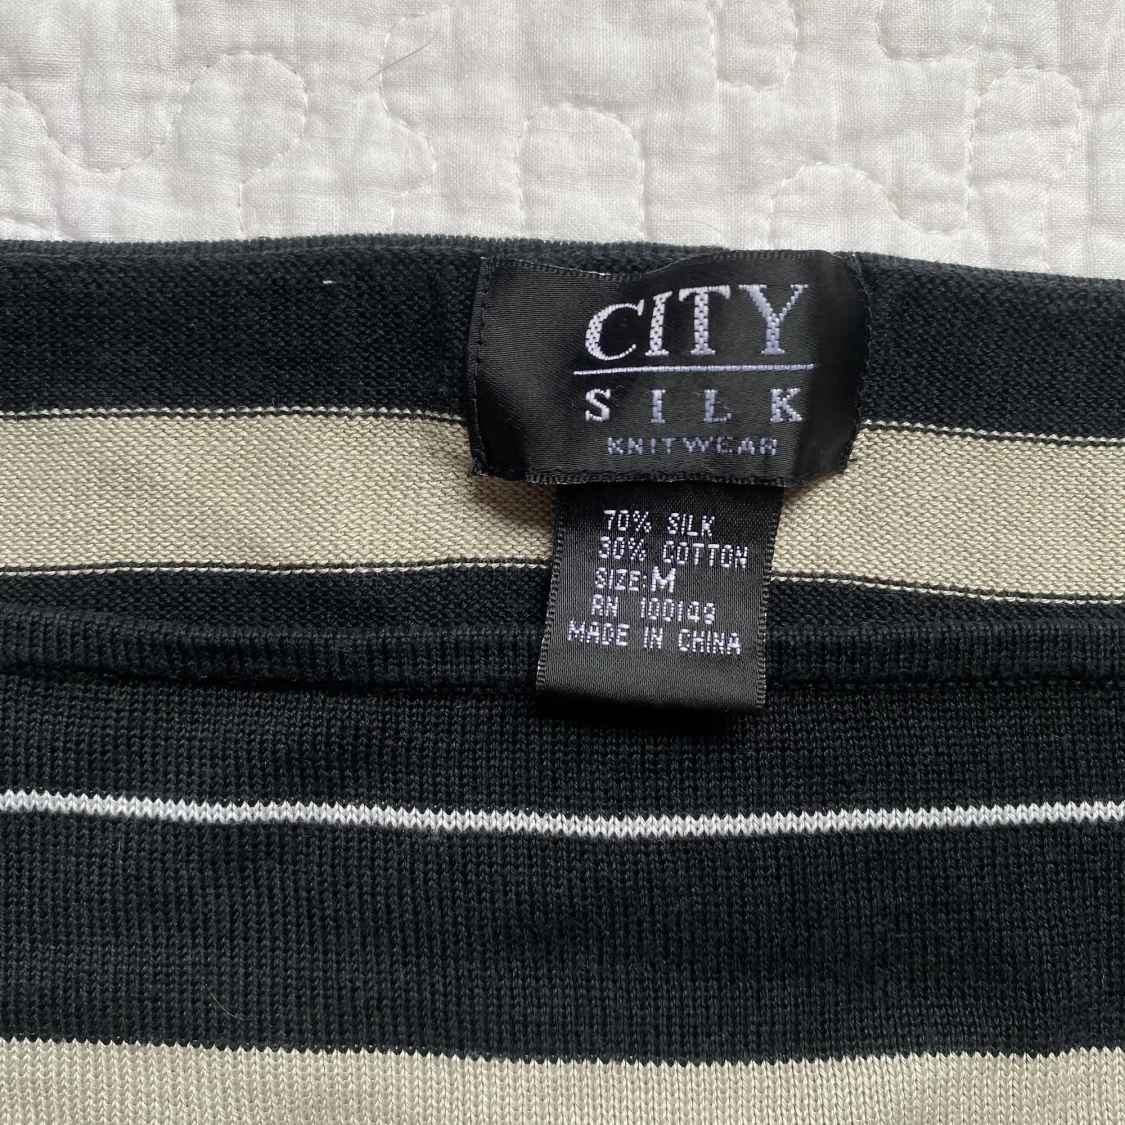 CITY
SILK
KNITWEAR
70% SILK
30% COTTON
SIZE:M
RN 100149
MADE IN CHINA